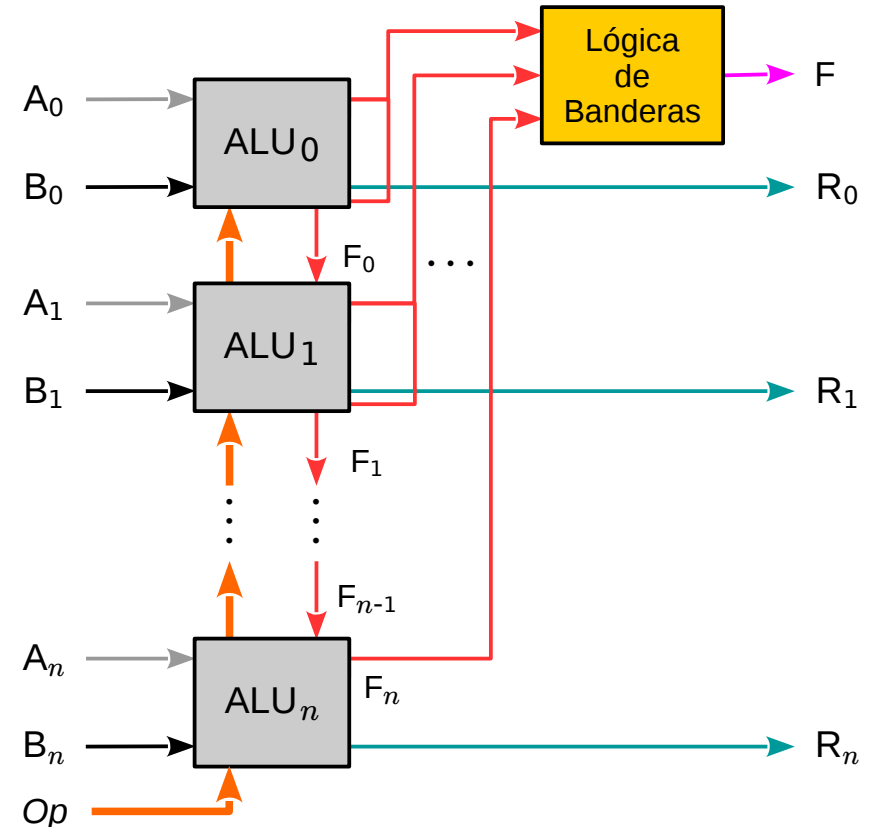 Lógica
de
Banderas
F
A₀
ALU₀
B₀
R₀
F₀
...
A₁
ALU₁
B₁
R₁
F₁
Fₙ₋₁
Aₙ
ALUₙ
Fₙ
Bₙ
Rₙ
Op